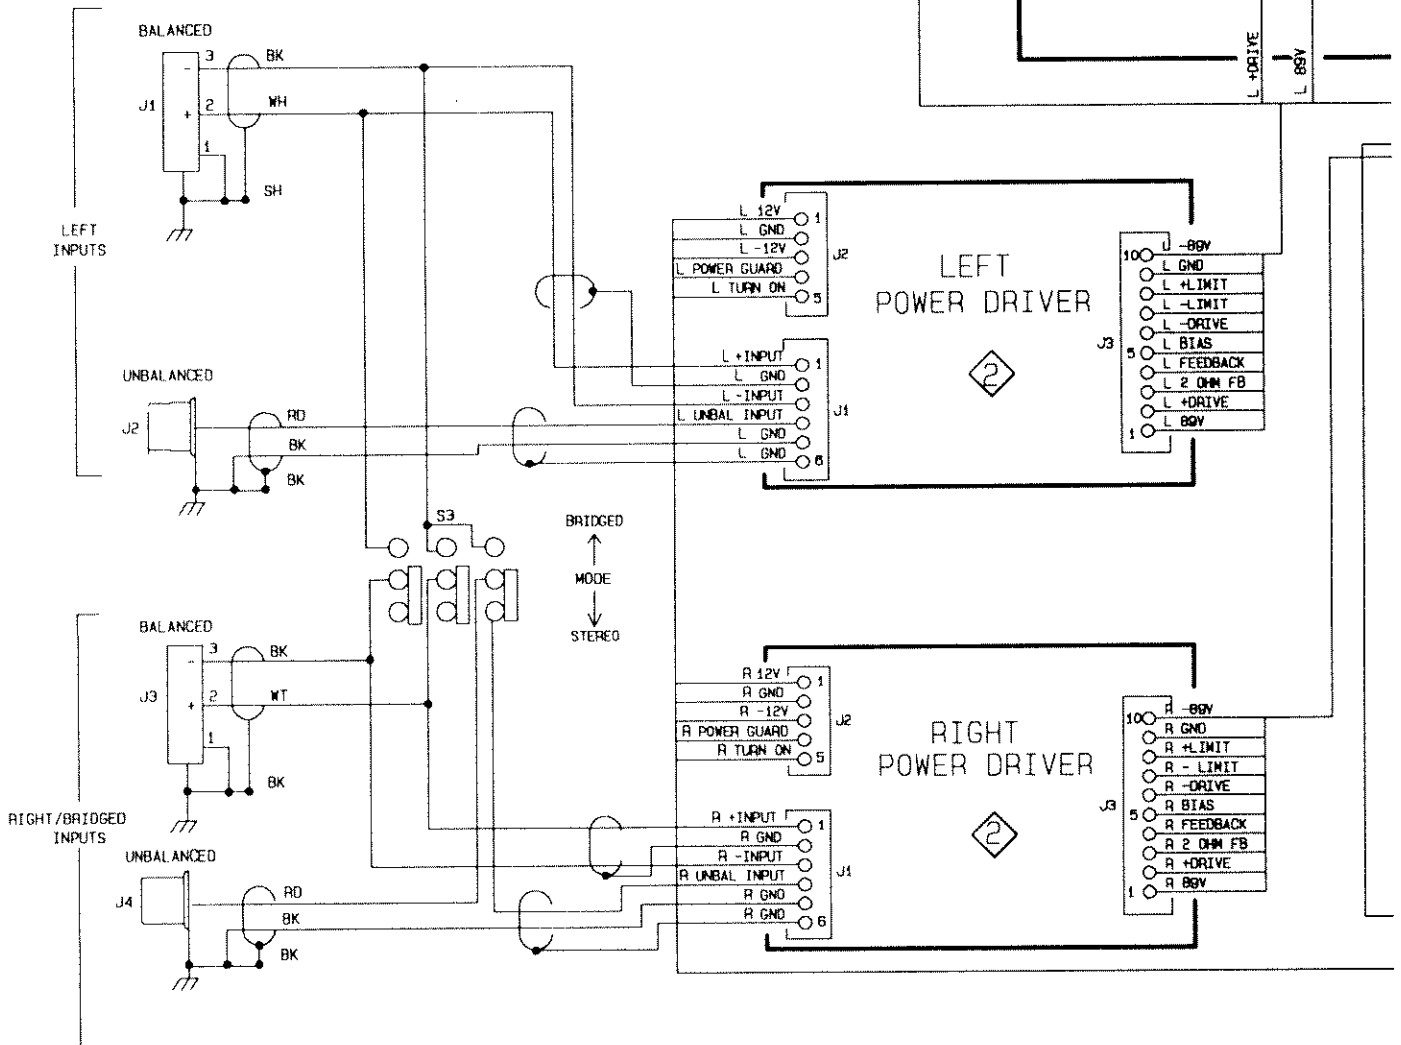 BALANCED
3
BK
-
J1
2
WH
+
1
SH
LEFT
INPUTS
UNBALANCED
J2
RD
BK
BK
L +DRIVE
L 89V
L 12V
1
L GND
L -12V
J2
L POWER GUARD
L TURN ON
5
LEFT
POWER DRIVER
2
L +INPUT
1
L GND
L -INPUT
J1
L UNBAL INPUT
L GND
L GND
6
10
L -89V
L GND
L +LIMIT
L -LIMIT
L -DRIVE
J3
5
L BIAS
L FEEDBACK
L 2 OHM FB
L +DRIVE
1
L 89V
S3
BRIDGED
MODE
STEREO
BALANCED
3
BK
-
J3
2
WT
+
1
BK
RIGHT/BRIDGED
INPUTS
UNBALANCED
J4
RD
BK
BK
R 12V
1
R GND
R -12V
J2
R POWER GUARD
R TURN ON
5
RIGHT
POWER DRIVER
2
R +INPUT
1
R GND
R -INPUT
J1
R UNBAL INPUT
R GND
R GND
6
10
R -89V
R GND
R +LIMIT
R - LIMIT
R -DRIVE
J3
5
R BIAS
R FEEDBACK
R 2 OHM FB
R +DRIVE
1
R 89V